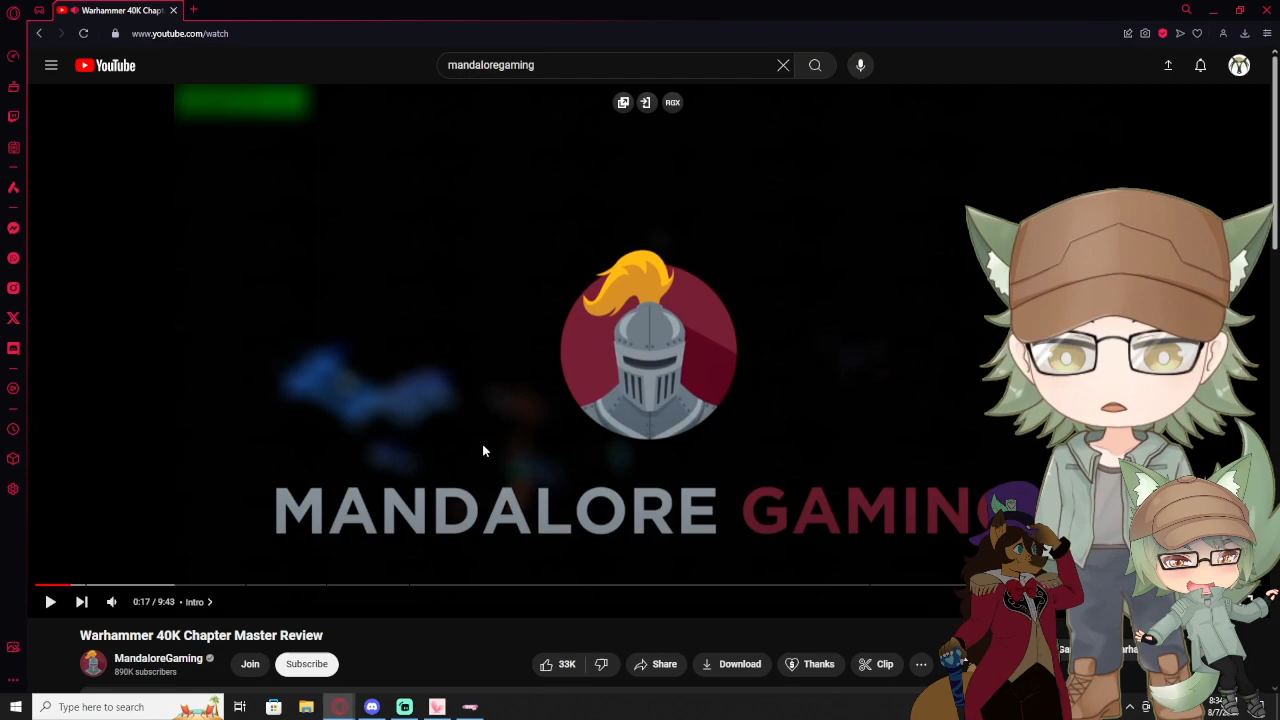 Warhammer 40K Chapt
www.youtube.com/watch
YouTube
mandaloregaming
RGX
MANDALORE GAMING
0:17 / 9:43 • Intro
Warhammer 40K Chapter Master Review
MandaloreGaming
890K subscribers
Join
Subscribe
33K
Share
Download
Thanks
Clip
Type here to search